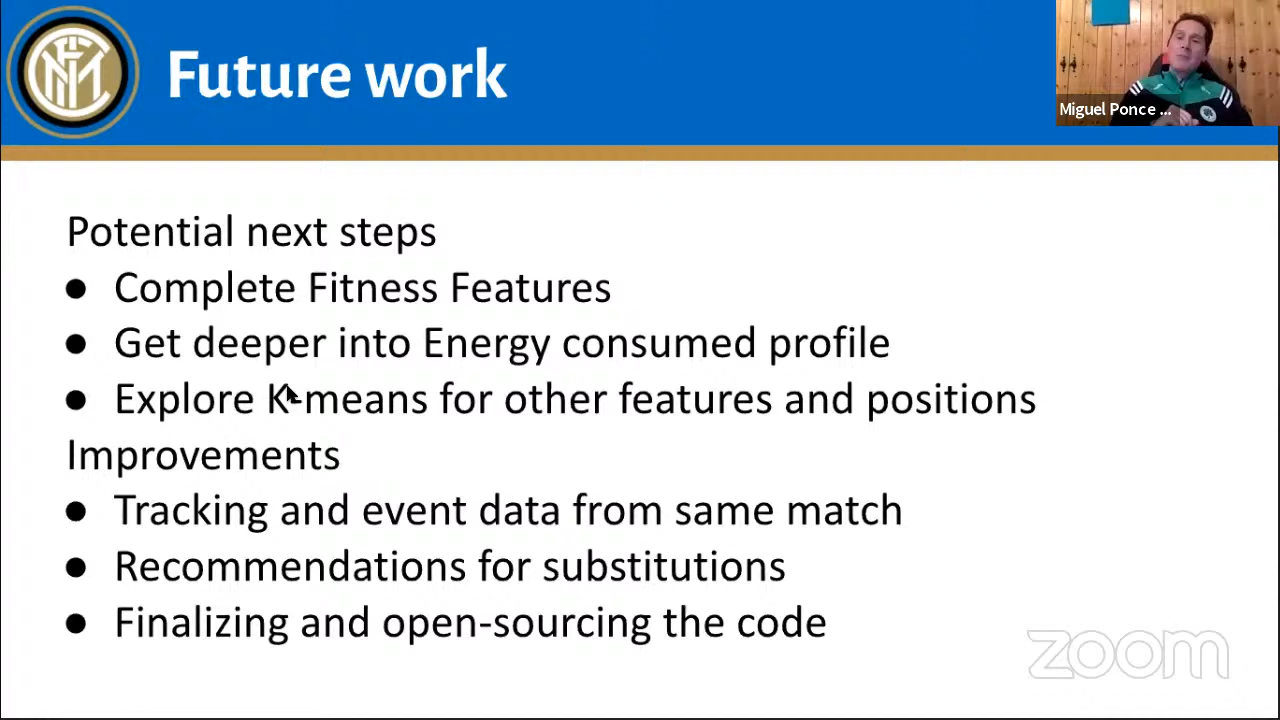 Future work
Miguel Ponce ...
Potential next steps
● Complete Fitness Features
● Get deeper into Energy consumed profile
● Explore K-means for other features and positions
Improvements
● Tracking and event data from same match
● Recommendations for substitutions
● Finalizing and open-sourcing the code
zoom